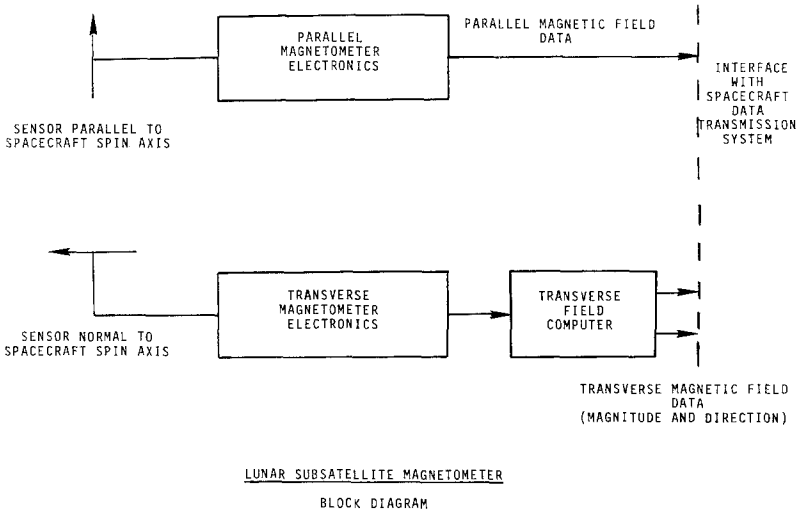 PARALLEL
MAGNETOMETER
ELECTRONICS
PARALLEL MAGNETIC FIELD
DATA
INTERFACE
WITH
SPACECRAFT
DATA
TRANSMISSION
SYSTEM
SENSOR PARALLEL TO
SPACECRAFT SPIN AXIS
TRANSVERSE
MAGNETOMETER
ELECTRONICS
TRANSVERSE
FIELD
COMPUTER
SENSOR NORMAL TO
SPACECRAFT SPIN AXIS
TRANSVERSE MAGNETIC FIELD
DATA
(MAGNITUDE AND DIRECTION)
LUNAR SUBSATELLITE MAGNETOMETER
BLOCK DIAGRAM